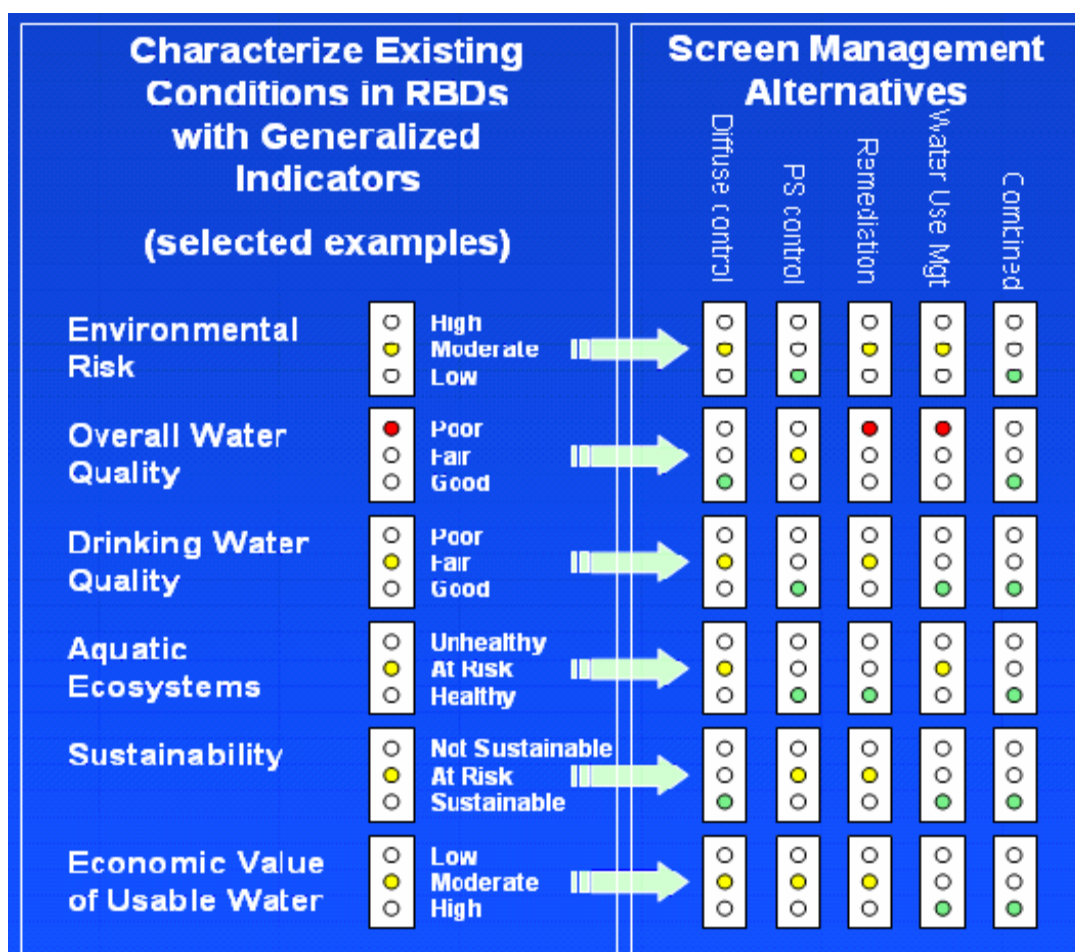 Characterize Existing
Conditions in RBDs
with Generalized
Indicators
(selected examples)
Screen Management
Alternatives
Diffuse control
PS control
Remediation
Water Use Mgt
Combined
Environmental
Risk
High
Moderate
Low
Overall Water
Quality
Poor
Fair
Good
Drinking Water
Quality
Poor
Fair
Good
Aquatic
Ecosystems
Unhealthy
At Risk
Healthy
Sustainability
Not Sustainable
At Risk
Sustainable
Economic Value
of Usable Water
Low
Moderate
High